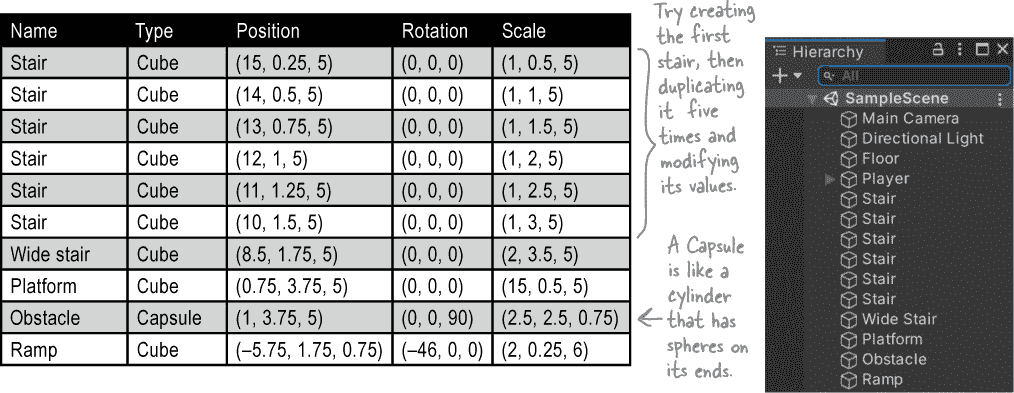 Name Type Position Rotation Scale
Stair Cube (15, 0.25, 5) (0, 0, 0) (1, 0.5, 5)
Stair Cube (14, 0.5, 5) (0, 0, 0) (1, 1, 5)
Stair Cube (13, 0.75, 5) (0, 0, 0) (1, 1.5, 5)
Stair Cube (12, 1, 5) (0, 0, 0) (1, 2, 5)
Stair Cube (11, 1.25, 5) (0, 0, 0) (1, 2.5, 5)
Stair Cube (10, 1.5, 5) (0, 0, 0) (1, 3, 5)
Wide stair Cube (8.5, 1.75, 5) (0, 0, 0) (2, 3.5, 5)
Platform Cube (0.75, 3.75, 5) (0, 0, 0) (15, 0.5, 5)
Obstacle Capsule (1, 3.75, 5) (0, 0, 90) (2.5, 2.5, 0.75)
Ramp Cube (–5.75, 1.75, 0.75) (–46, 0, 0) (2, 0.25, 6)
Try creating
the first
stair, then
duplicating
it five
times and
modifying
its values.
A Capsule
is like a
cylinder
that has
spheres on
its ends.
Hierarchy
All
SampleScene
Main Camera
Directional Light
Floor
Player
Stair
Stair
Stair
Stair
Stair
Stair
Wide Stair
Platform
Obstacle
Ramp